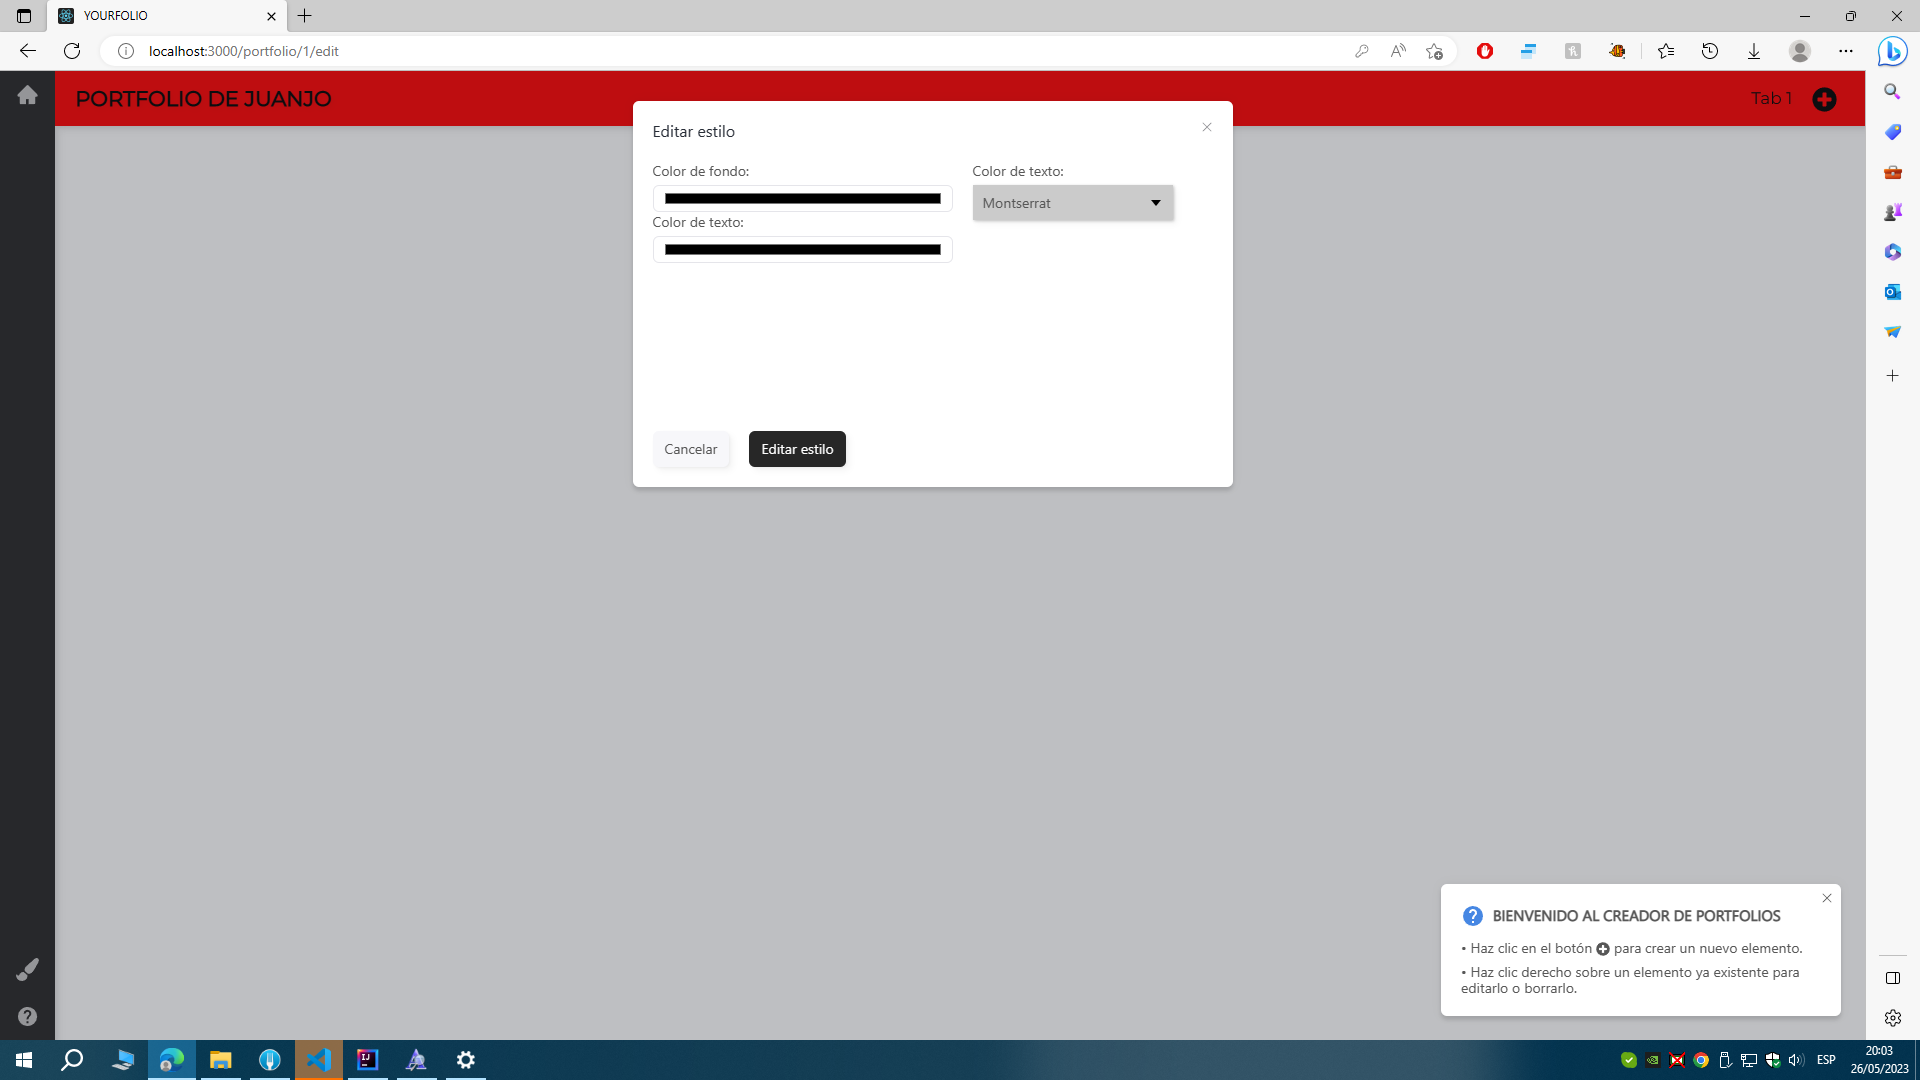 YOURFOLIO
localhost:3000/portfolio/1/edit
PORTFOLIO DE JUANJO
Tab 1
Editar estilo
Color de fondo:
Color de texto:
Color de texto:
Montserrat
Cancelar
Editar estilo
BIENVENIDO AL CREADOR DE PORTFOLIOS
• Haz clic en el botón para crear un nuevo elemento.
• Haz clic derecho sobre un elemento ya existente para
editarlo o borrarlo.
ESP
20:03
26/05/2023